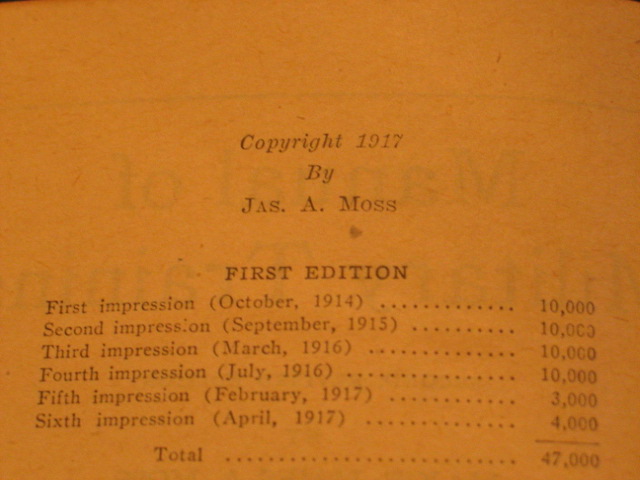 Copyright 1917
By
JAS. A. MOSS
FIRST EDITION
First impression (October, 1914) ............. 10,000
Second impression (September, 1915) .......... 10,000
Third impression (March, 1916) .............. 10,000
Fourth impression (July, 1916) .............. 10,000
Fifth impression (February, 1917) ........... 3,000
Sixth impression (April, 1917) .............. 4,000
Total ........................... 47,000